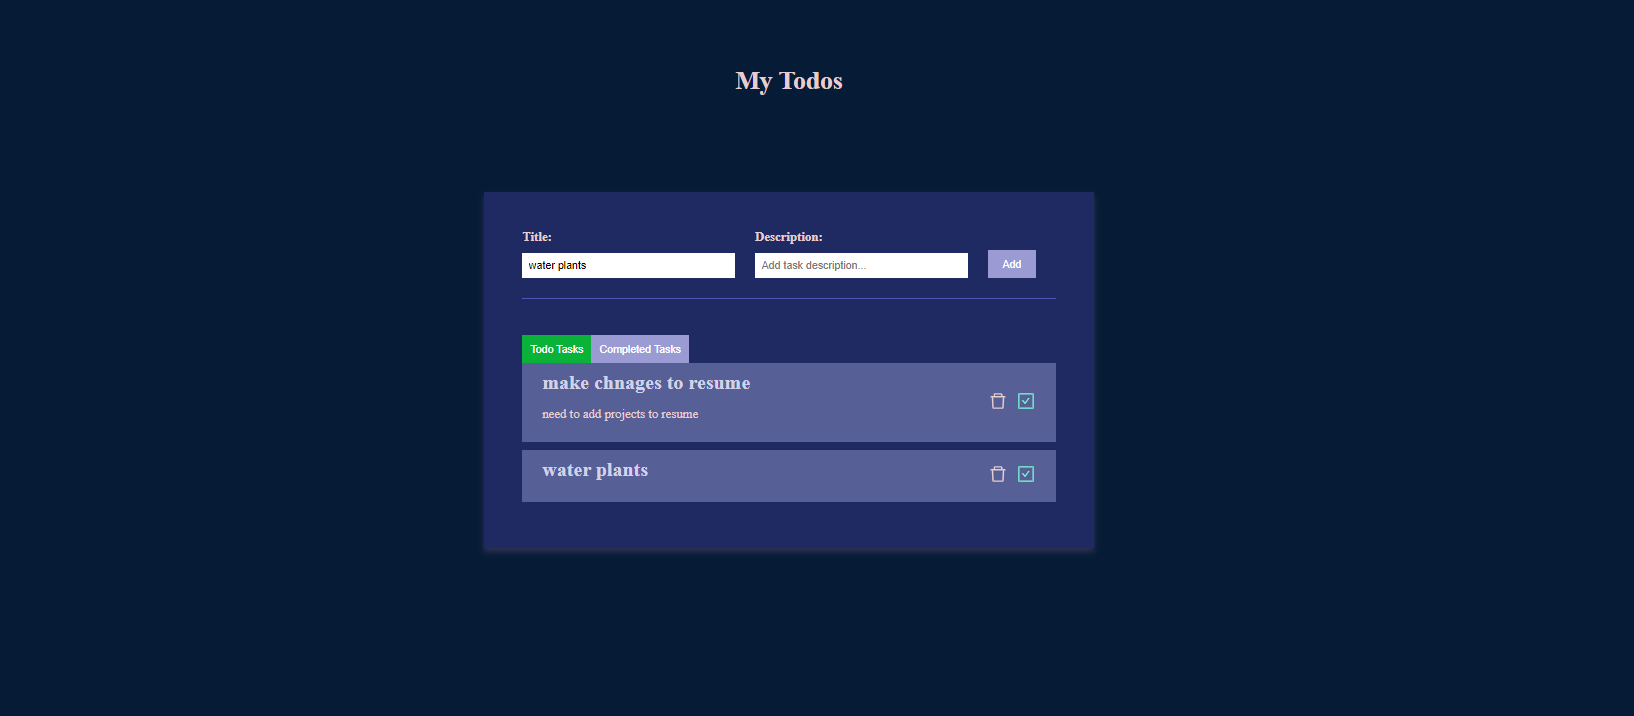 My Todos
Title:
Description:
water plants
Add task description...
Add
Todo Tasks
Completed Tasks
make chnages to resume
need to add projects to resume
water plants